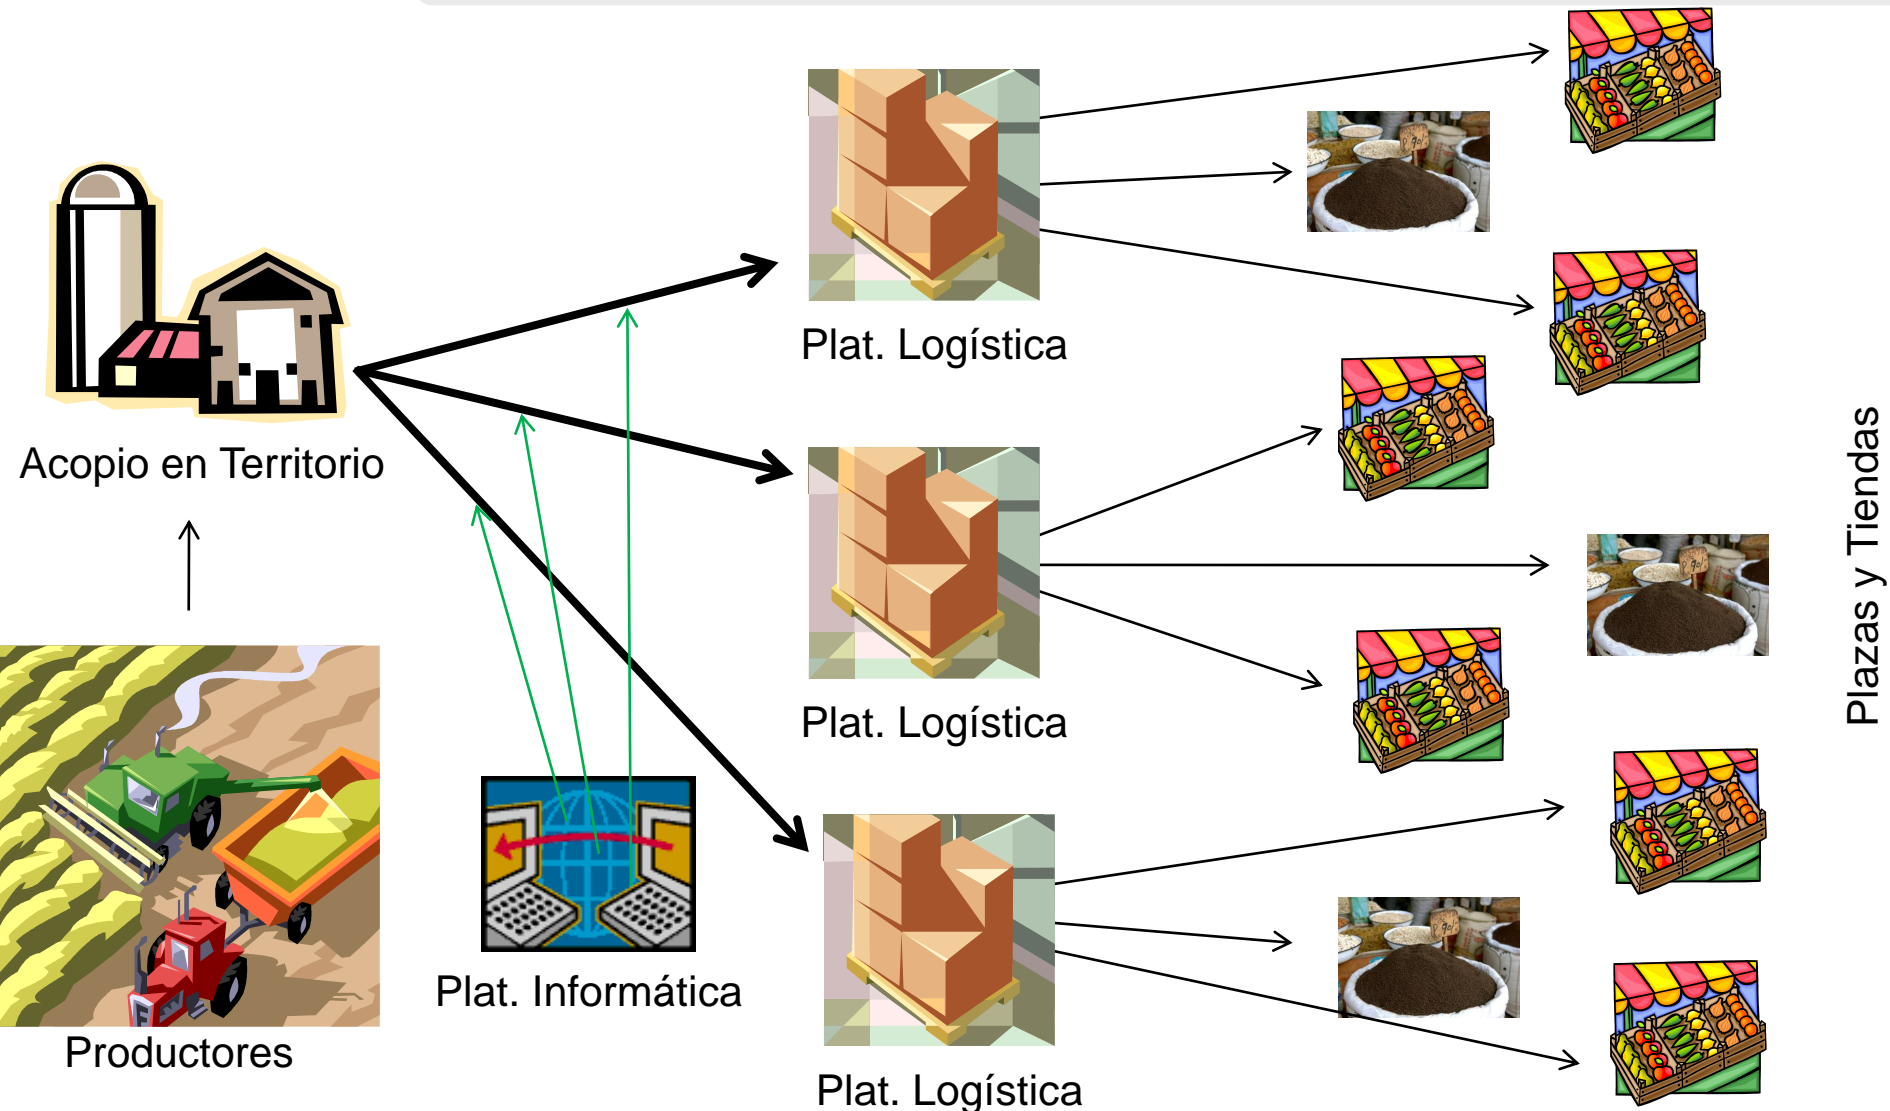 Plat. Logística
Acopio en Territorio
Plat. Logística
Plazas y Tiendas
Plat. Informática
Productores
Plat. Logística